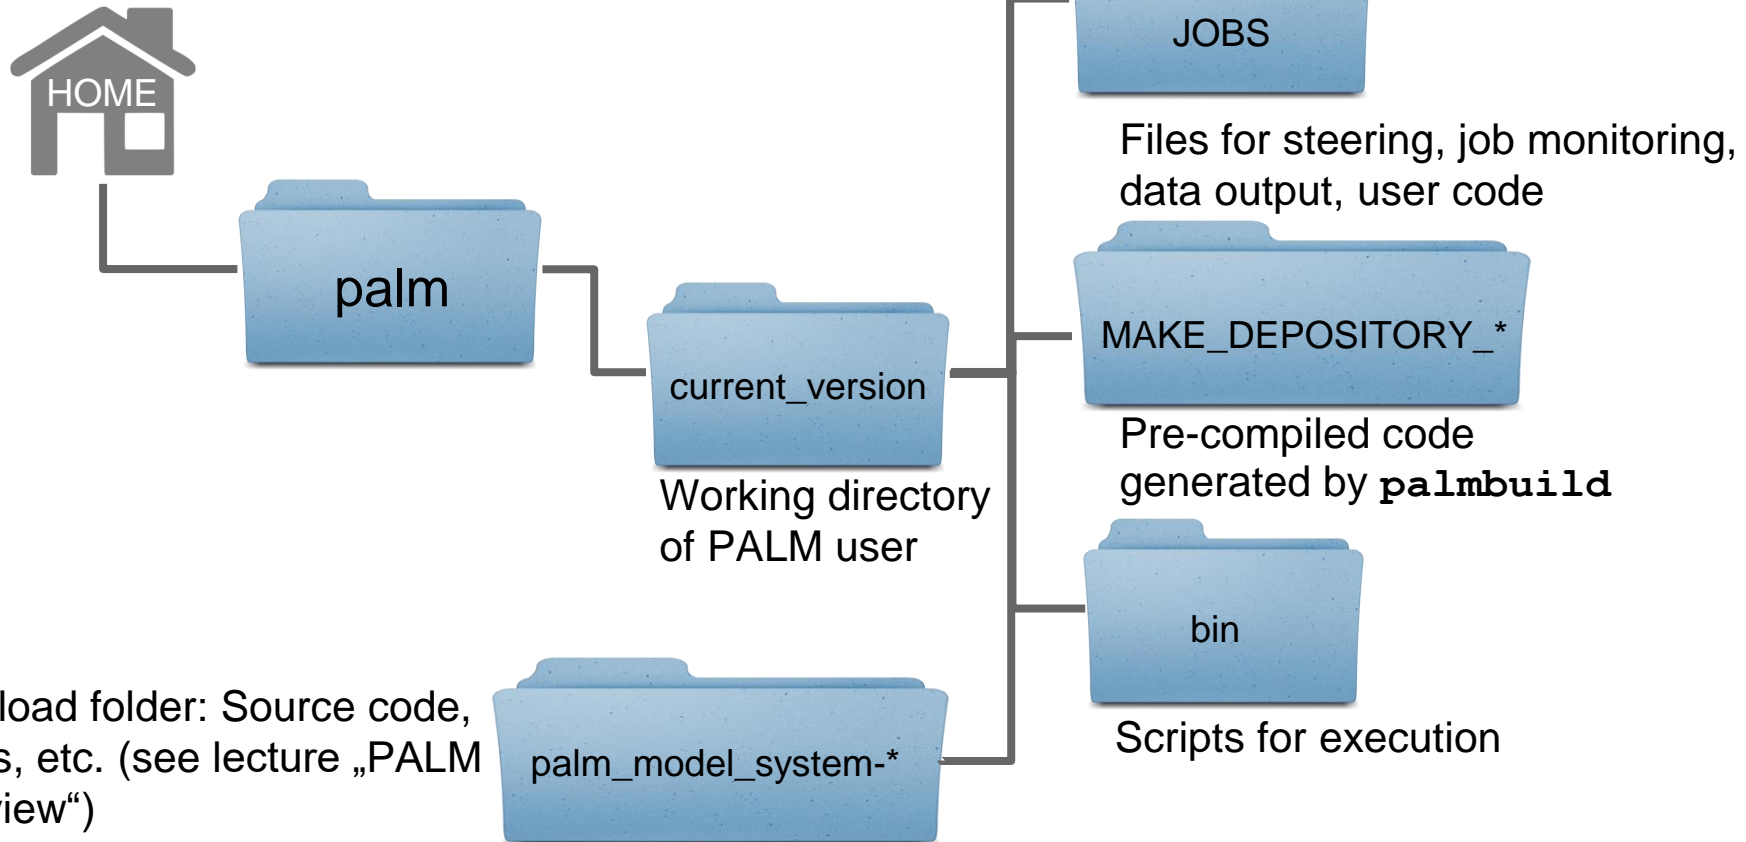 JOBS
HOME
Files for steering, job monitoring,
data output, user code
palm
MAKE_DEPOSITORY_*
current_version
Pre-compiled code
generated by palmbuild
Working directory
of PALM user
bin
load folder: Source code,
s, etc. (see lecture „PALM
view“)
palm_model_system-*
Scripts for execution